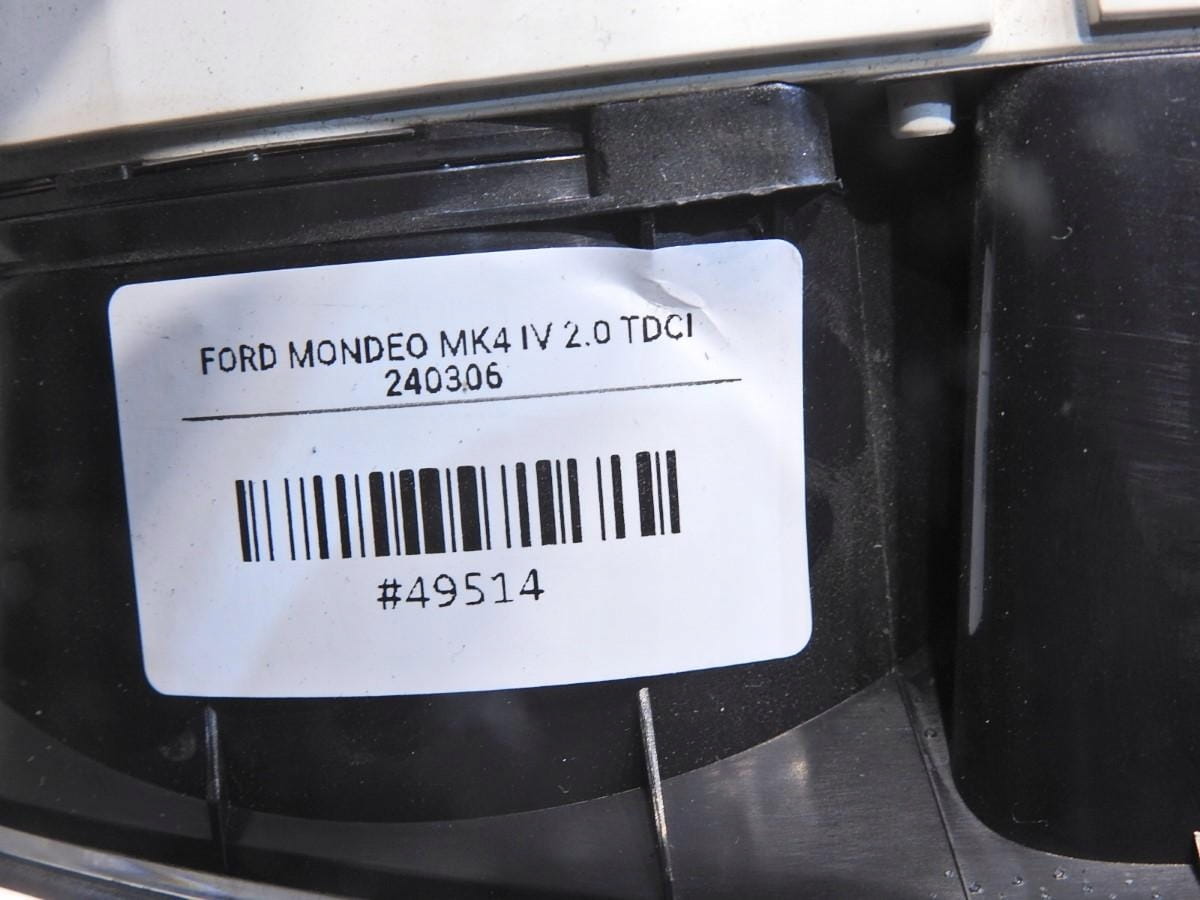 FORD MONDEO MK4 IV 2.0 TDCI
240306
#49514